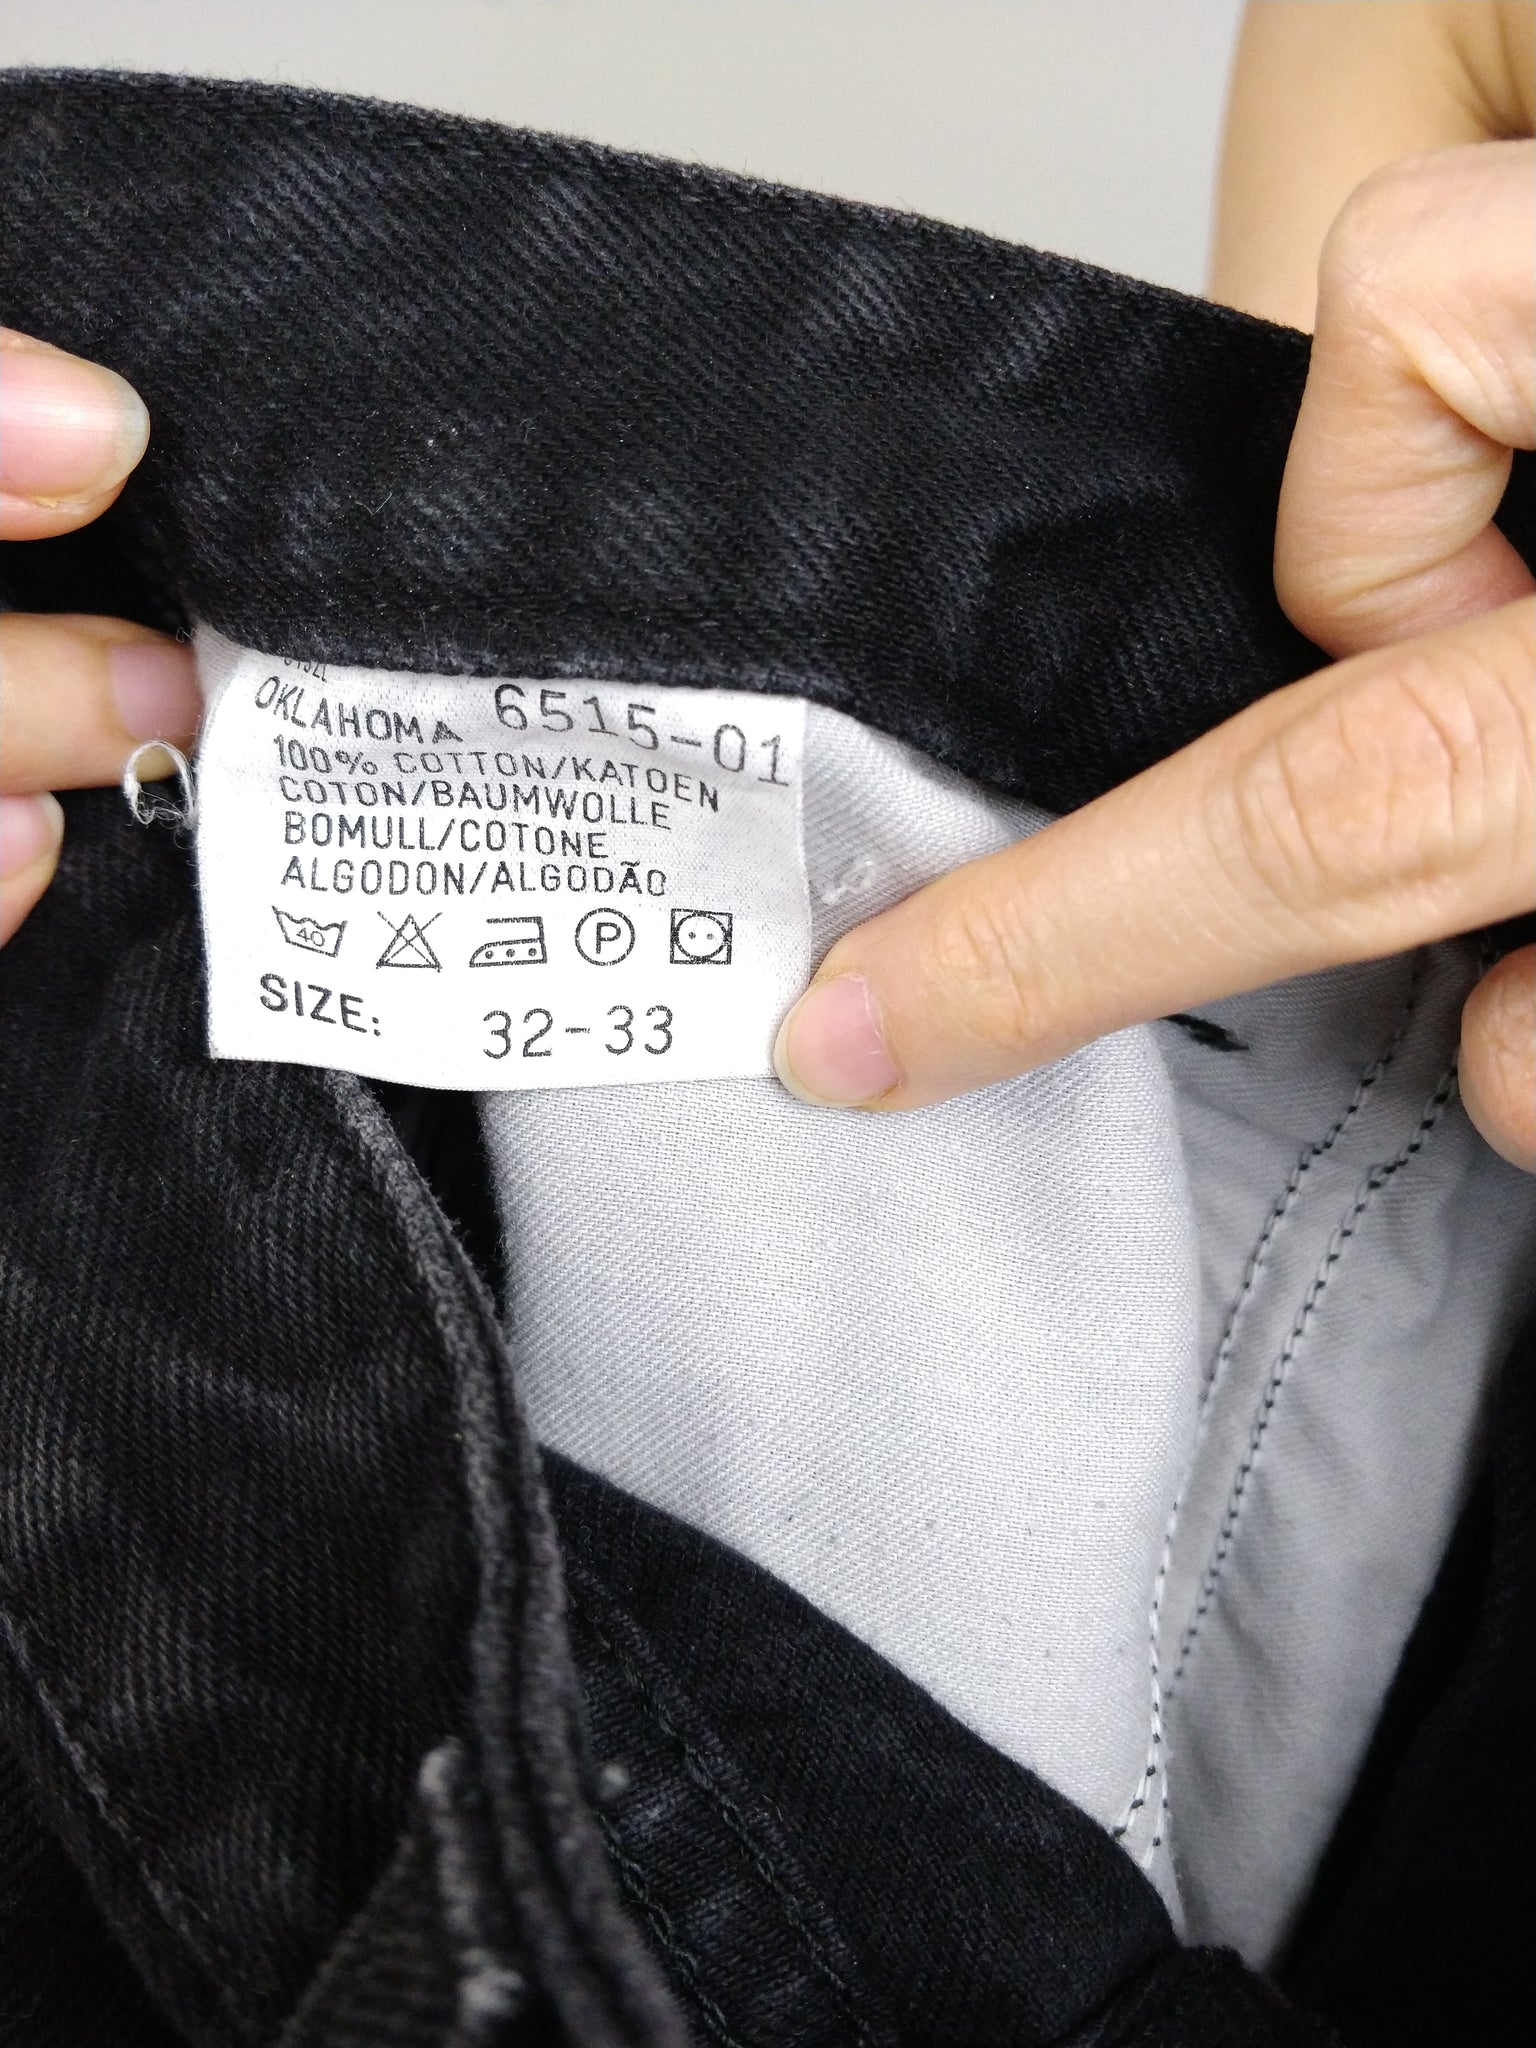 OKLAHOMA 6515-01
100% COTTON/KATOEN
COTON/BAUMWOLLE
BOMULL/COTONE
ALGODON/ALGODÃO
40 P
SIZE: 32-33